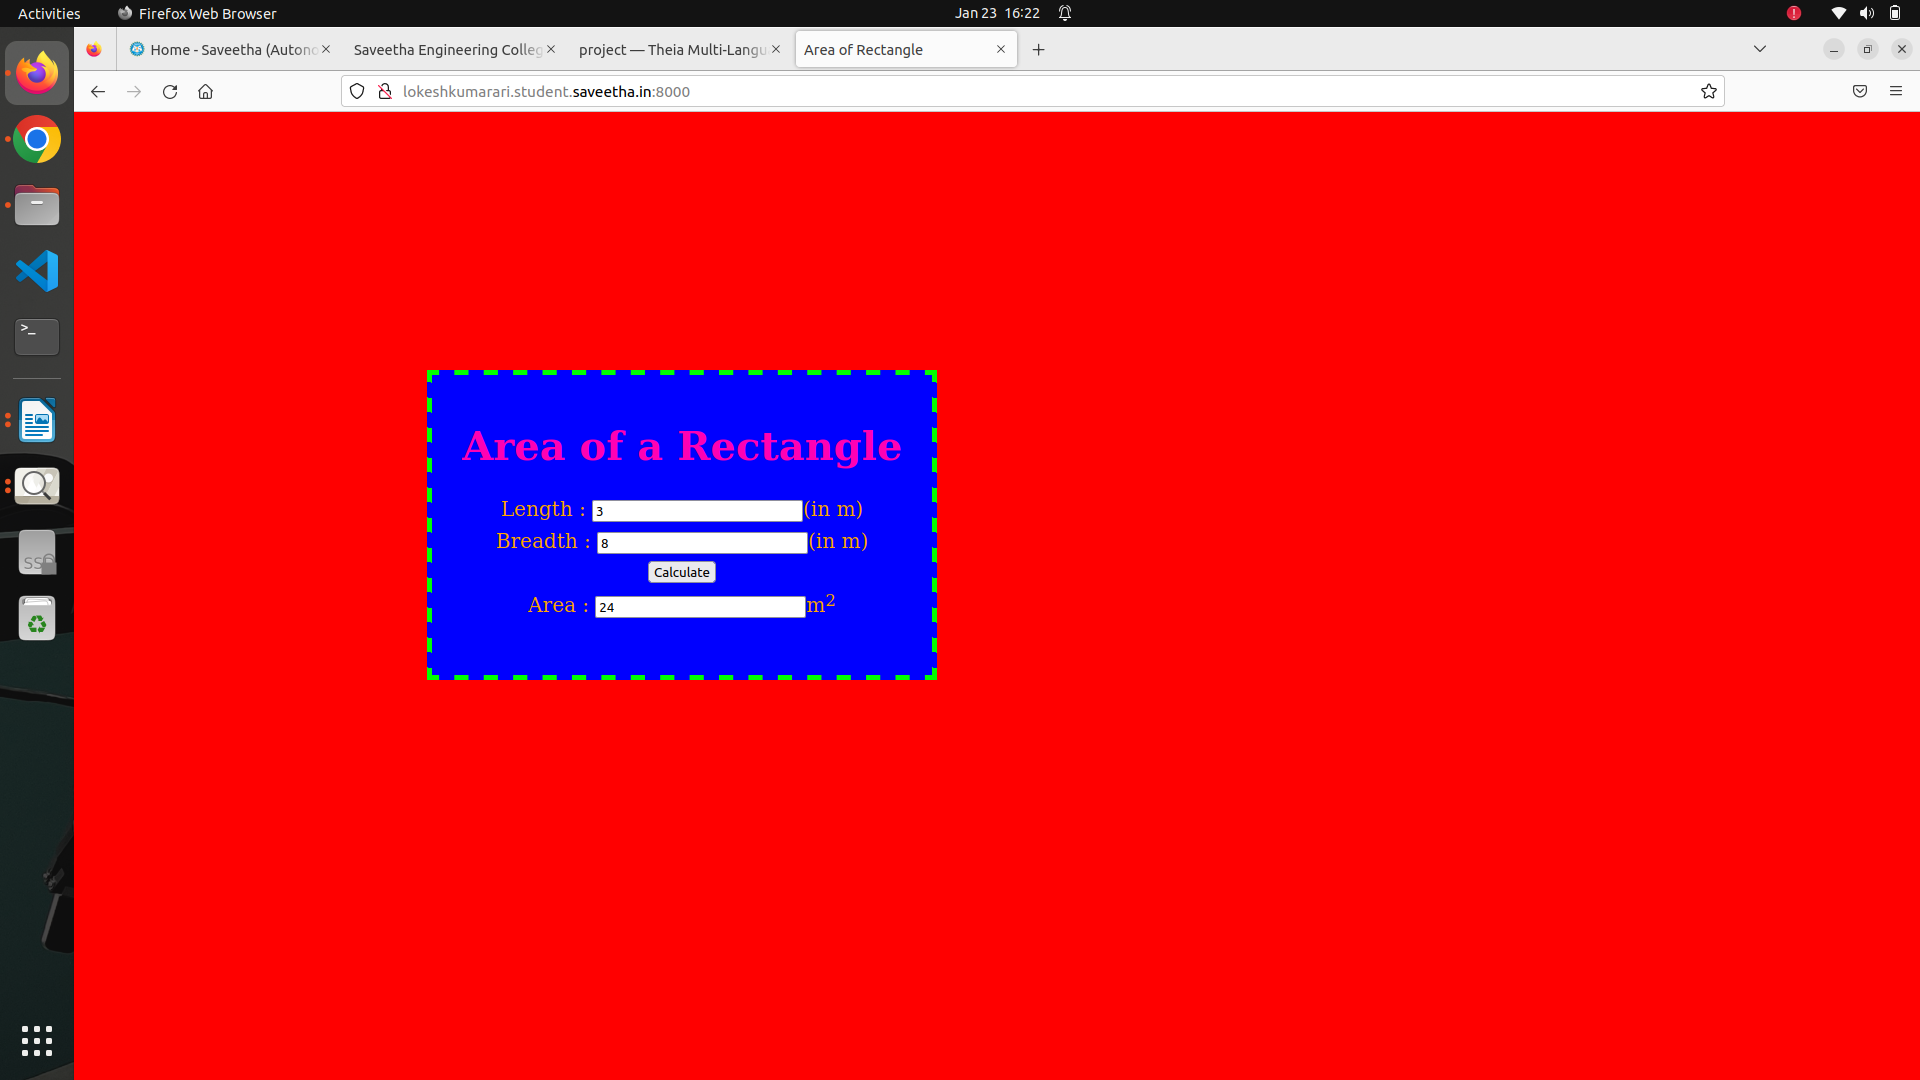 Activities Firefox Web Browser Jan 23 16:22
Home - Saveetha (Autono Saveetha Engineering Colleg project — Theia Multi-Langu Area of Rectangle
lokeshkumarari.student.saveetha.in:8000
Area of a Rectangle
Length : 3 (in m)
Breadth : 8 (in m)
Calculate
Area : 24 m²
>_
SS